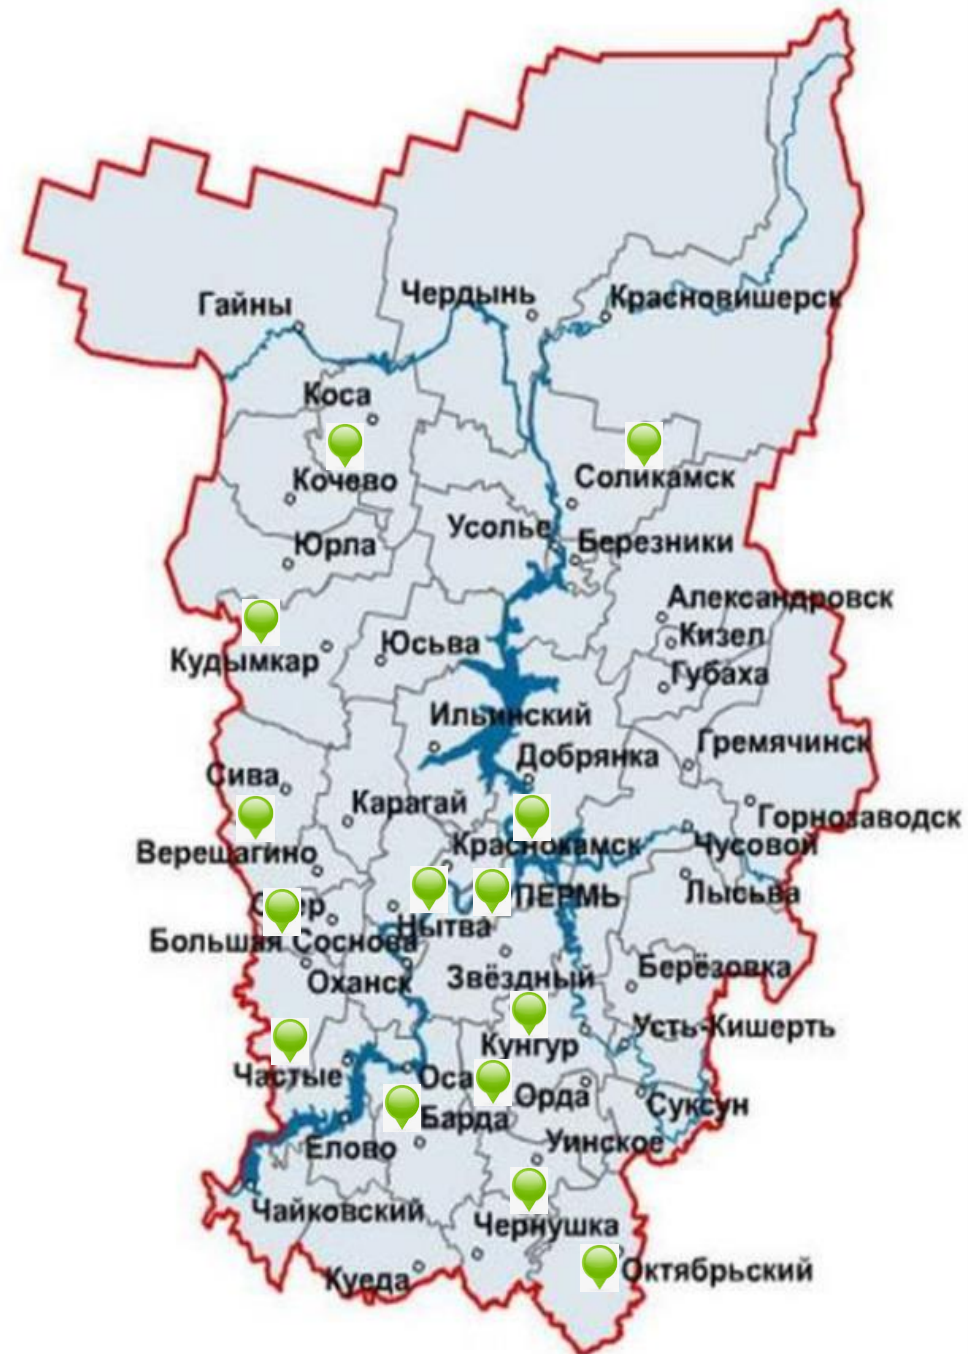 Чердынь
Красновишерск
Гайны
Коса
Соликамск
Кочево
Усолье
Берёзники
Юрла
Александровск
Кизел
Юсьва
Кудымкар
Губаха
Ильинский
Гремячинск
Добрянка
Сива
Карагай
Горнозаводск
Краснокамск
Чусовой
Верещагино
Лысьва
ПЕРМЬ
Нытва
Большая Соснова
Берёзовка
Звёздный
Оханск
Усть-Кишерть
Кунгур
Частые
Оса
Орда
Суксун
Барда
Уинское
Елово
Чайковский
Чернушка
Октябрьский
Куеда